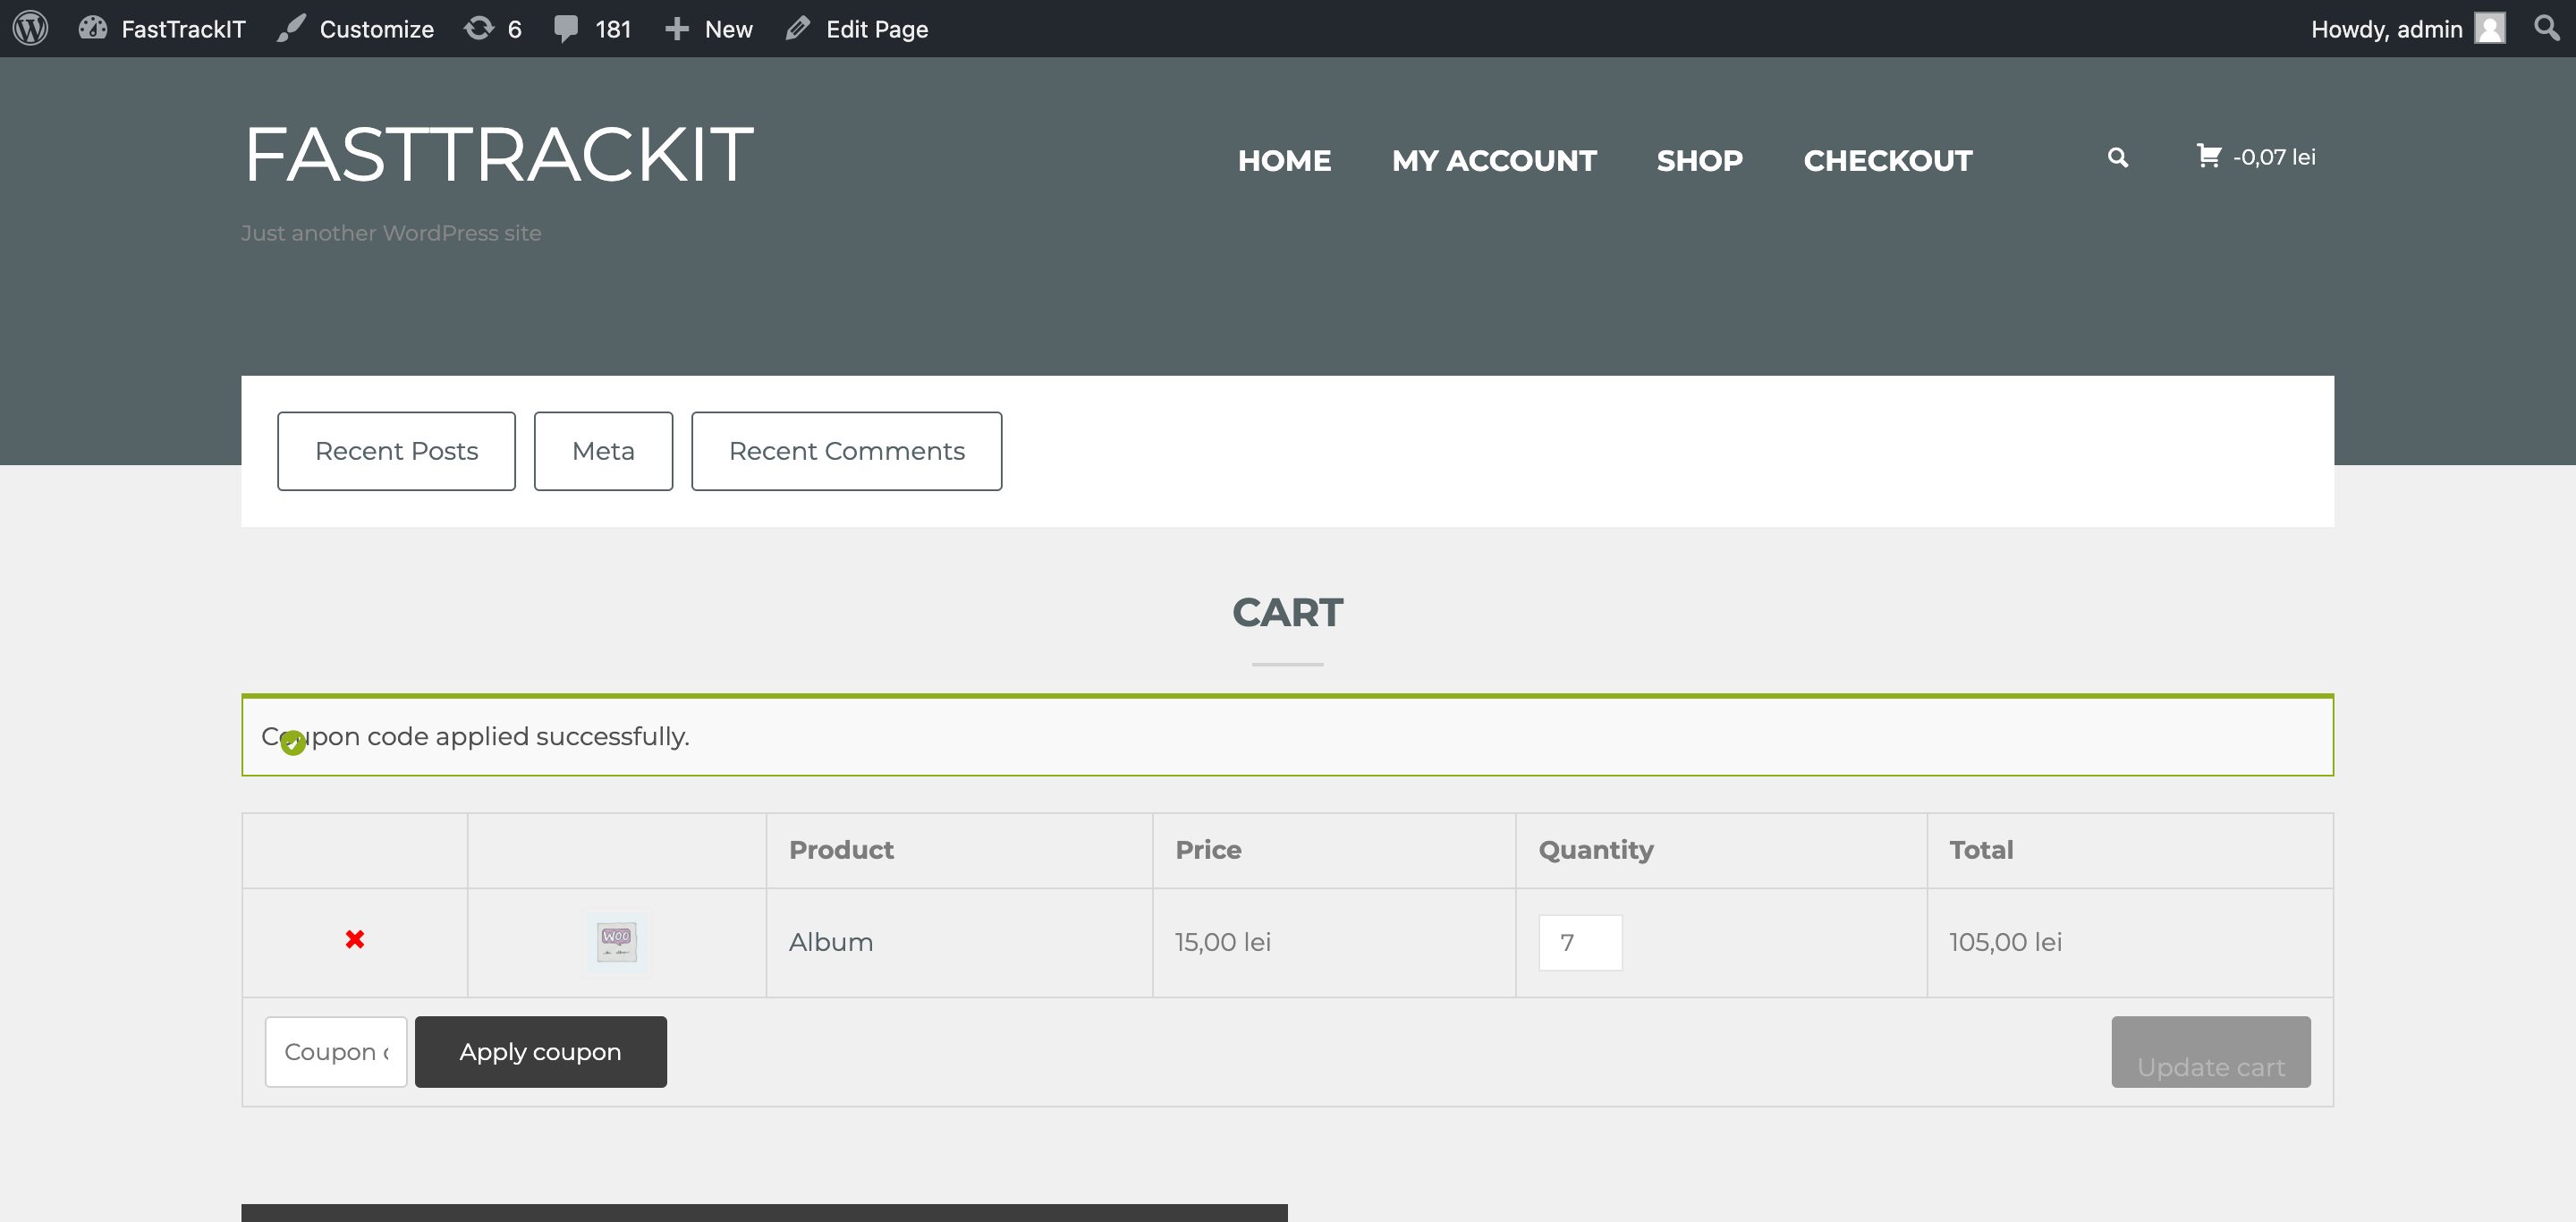 FastTrackIT Customize 6 181 New Edit Page Howdy, admin
FASTTRACKIT
HOME MY ACCOUNT SHOP CHECKOUT -0,07 lei
Just another WordPress site
Recent Posts Meta Recent Comments
CART
Coupon code applied successfully.
Product Price Quantity Total
WOO
Album 15,00 lei 7 105,00 lei
Coupon c Apply coupon Update cart